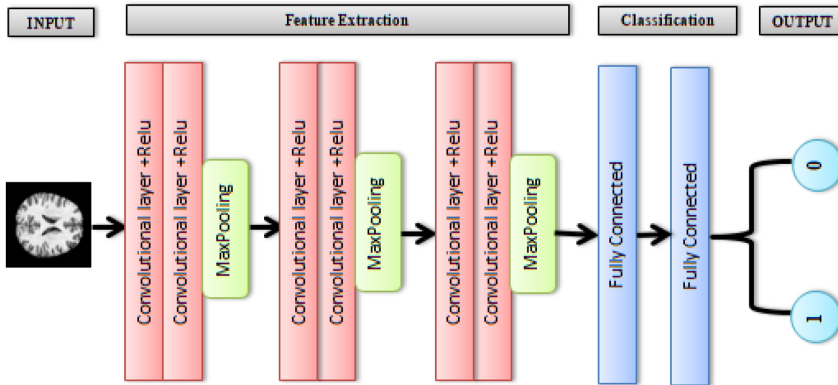 INPUT
Feature Extraction
Classification
OUTPUT
Convolutional layer +Relu
Convolutional layer +Relu
MaxPooling
Convolutional layer +Relu
Convolutional layer +Relu
MaxPooling
Convolutional layer +Relu
Convolutional layer +Relu
MaxPooling
Fully Connected
Fully Connected
0
1